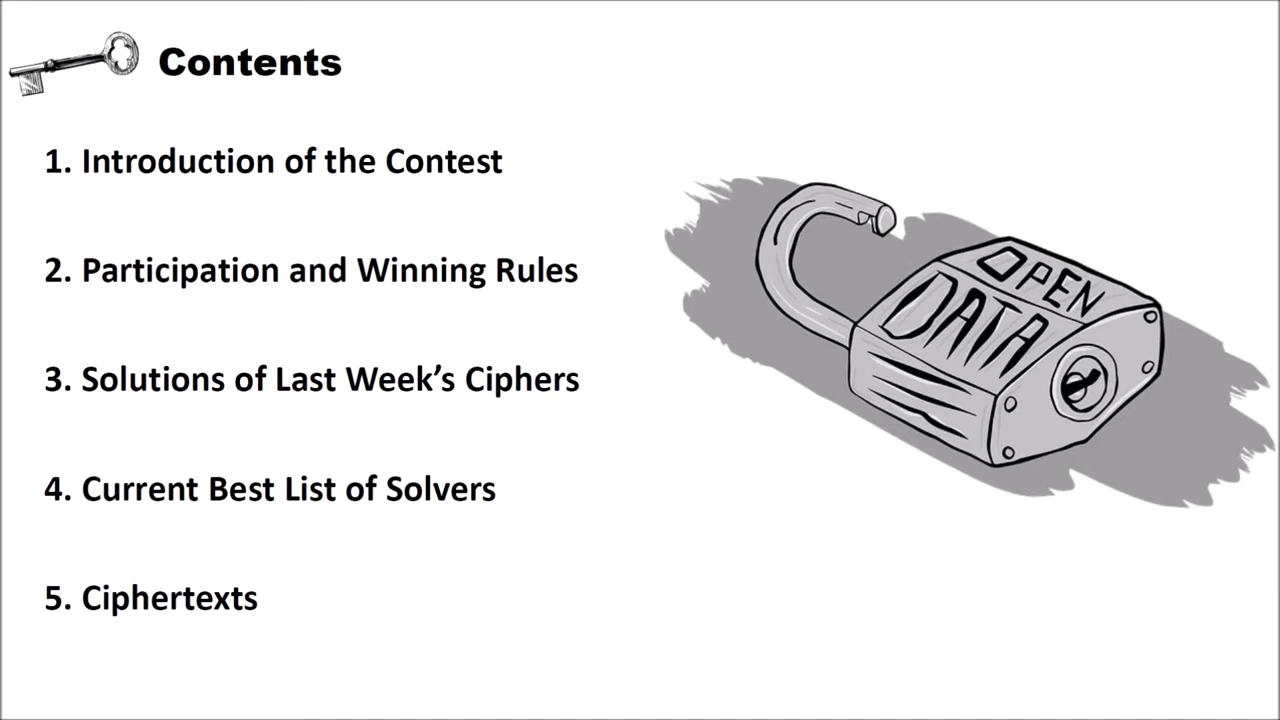 Contents
1. Introduction of the Contest
2. Participation and Winning Rules
3. Solutions of Last Week’s Ciphers
4. Current Best List of Solvers
5. Ciphertexts
OPEN
DATA